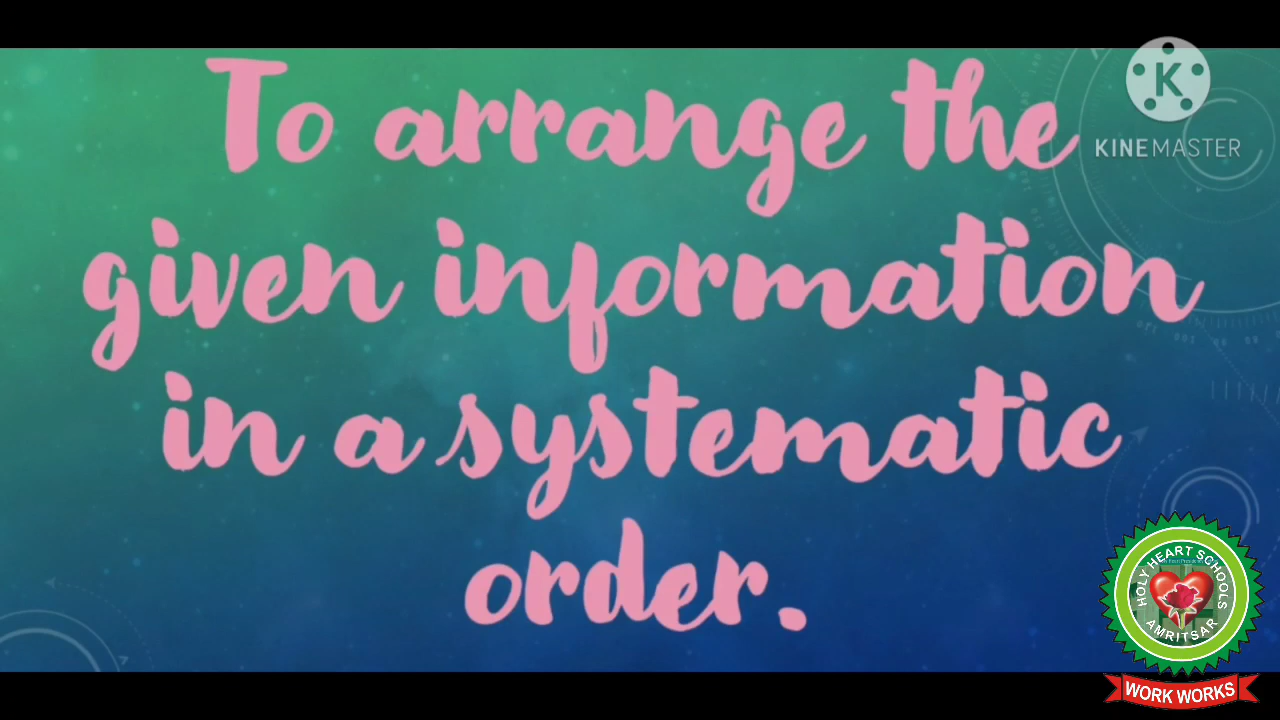 To arrange the
given information
in a systematic
order.
K
KINEMASTER
HOLY HEART SCHOOLS
AMRITSAR
WORK WORKS